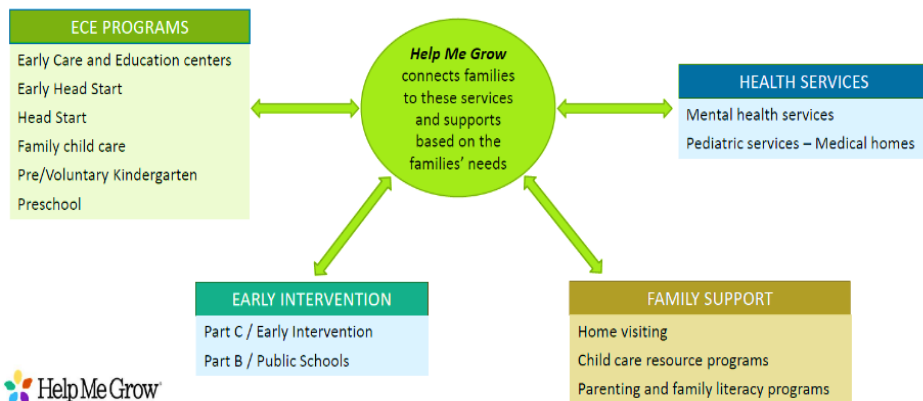 ECE PROGRAMS
Early Care and Education centers
Early Head Start
Head Start
Family child care
Pre/Voluntary Kindergarten
Preschool
Help Me Grow
connects families
to these services
and supports
based on the
families’ needs
HEALTH SERVICES
Mental health services
Pediatric services – Medical homes
EARLY INTERVENTION
Part C / Early Intervention
Part B / Public Schools
FAMILY SUPPORT
Home visiting
Child care resource programs
Parenting and family literacy programs
Help Me Grow